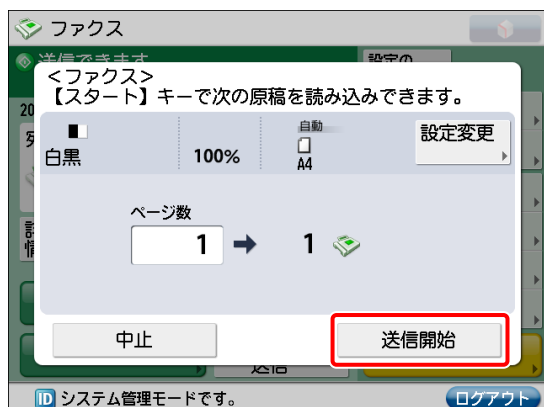 ファクス
送信できます
設定の
<ファクス>
【スタート】キーで次の原稿を読み込みできます。
20
白黒
100%
自動
A4
設定変更
ページ数
1 → 1
情
中止
送信開始
送信
ID システム管理モードです。
ログアウト